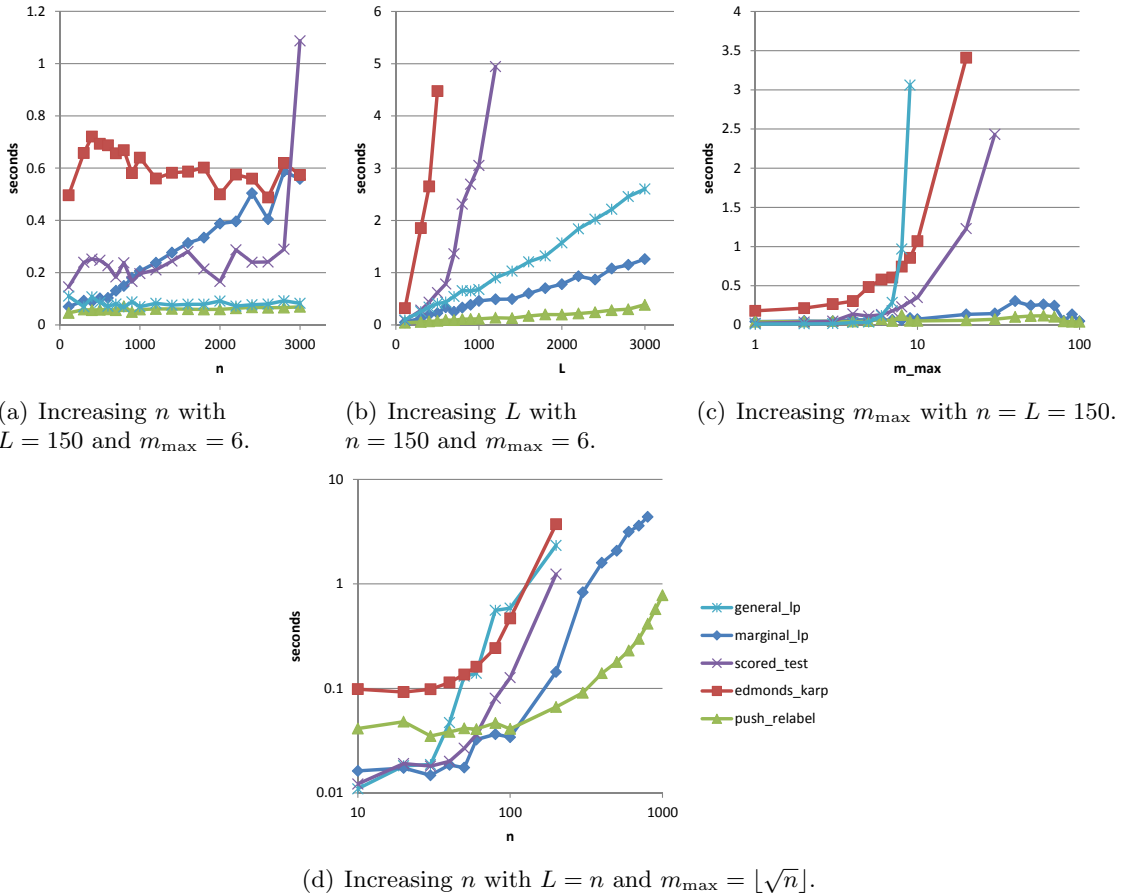 1.2
1
0.8
0.6
0.4
0.2
0
seconds
0 1000 2000 3000
n
6
5
4
3
2
1
0
seconds
0 1000 2000 3000
L
4
3.5
3
2.5
2
1.5
1
0.5
0
seconds
1 10 100
m_max
(a) Increasing n with
L = 150 and m_max = 6.
(b) Increasing L with
n = 150 and m_max = 6.
(c) Increasing m_max with n = L = 150.
10
1
0.1
0.01
seconds
10 100 1000
n
general_lp
marginal_lp
scored_test
edmonds_karp
push_relabel
(d) Increasing n with L = n and m_max = ⌊√n⌋.